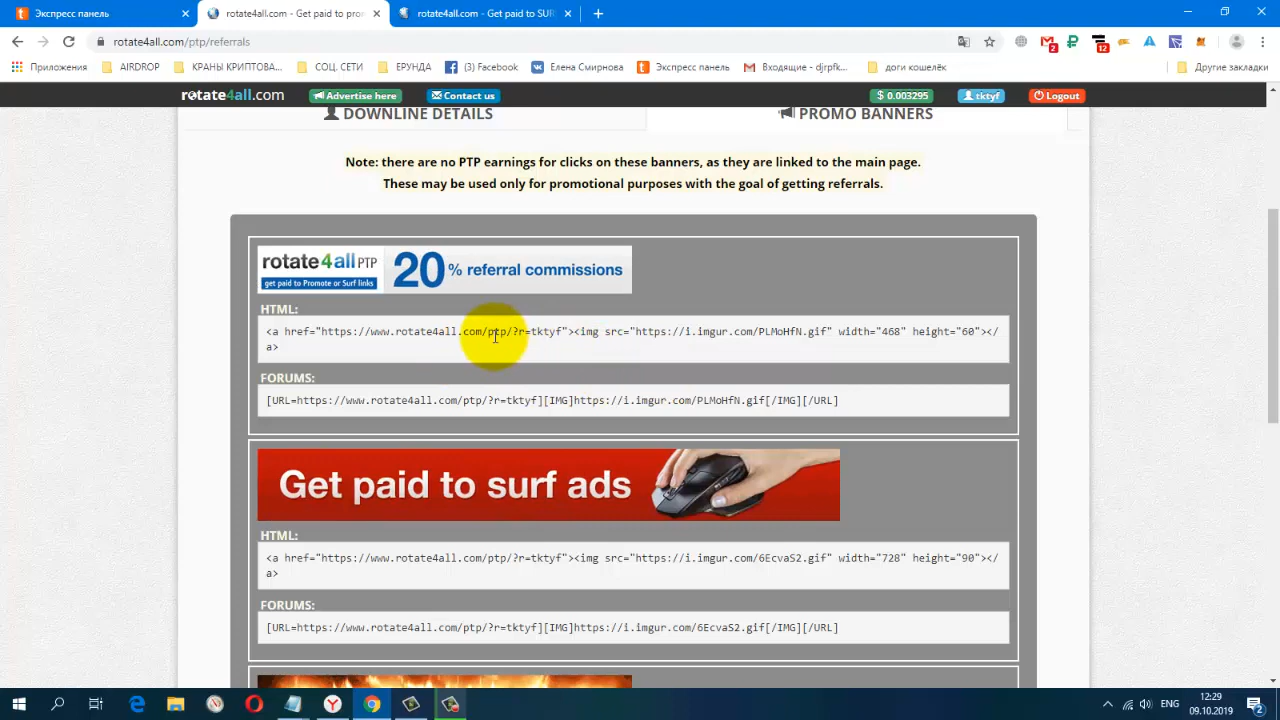 Экспресс панель
rotate4all.com - Get paid to pro
rotate4all.com - Get paid to SUR
rotate4all.com/ptp/referrals
2
12
Приложения
AIRDROP
КРАНЫ КРИПТОВА...
СОЦ. СЕТИ
ЕРУНДА
(3) Facebook
Елена Смирнова
Экспресс панель
Входящие - djrpfk...
доги кошелёк
Другие закладки
rotate4all.com
Advertise here
Contact us
$ 0.003295
tktyf
Logout
DOWNLINE DETAILS
PROMO BANNERS
Note: there are no PTP earnings for clicks on these banners, as they are linked to the main page.
These may be used only for promotional purposes with the goal of getting referrals.
rotate4all PTP
get paid to Promote or Surf links
20 % referral commissions
HTML:
<a href="https://www.rotate4all.com/ptp/?r=tktyf"><img src="https://i.imgur.com/PLMoHfN.gif" width="468" height="60"></
a>
FORUMS:
[URL=https://www.rotate4all.com/ptp/?r=tktyf][IMG]https://i.imgur.com/PLMoHfN.gif[/IMG][/URL]
Get paid to surf ads
HTML:
<a href="https://www.rotate4all.com/ptp/?r=tktyf"><img src="https://i.imgur.com/6EcvaS2.gif" width="728" height="90"></
a>
FORUMS:
[URL=https://www.rotate4all.com/ptp/?r=tktyf][IMG]https://i.imgur.com/6EcvaS2.gif[/IMG][/URL]
ENG
12:29
09.10.2019
2